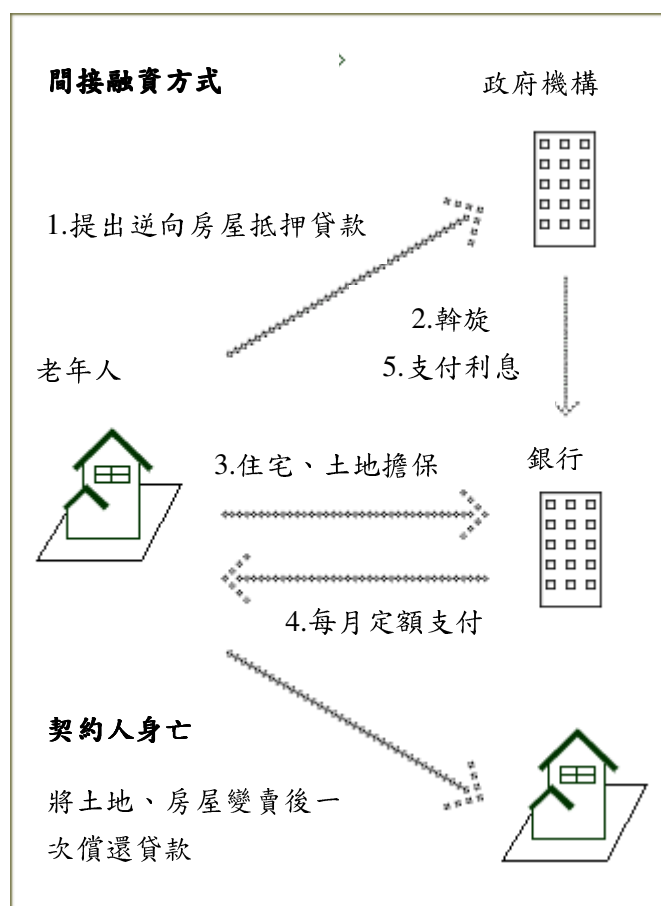 間接融資方式
政府機構
1.提出逆向房屋抵押貸款
2.斡旋
5.支付利息
老年人
3.住宅、土地擔保
銀行
4.每月定額支付
契約人身亡
將土地、房屋變賣後一
次償還貸款